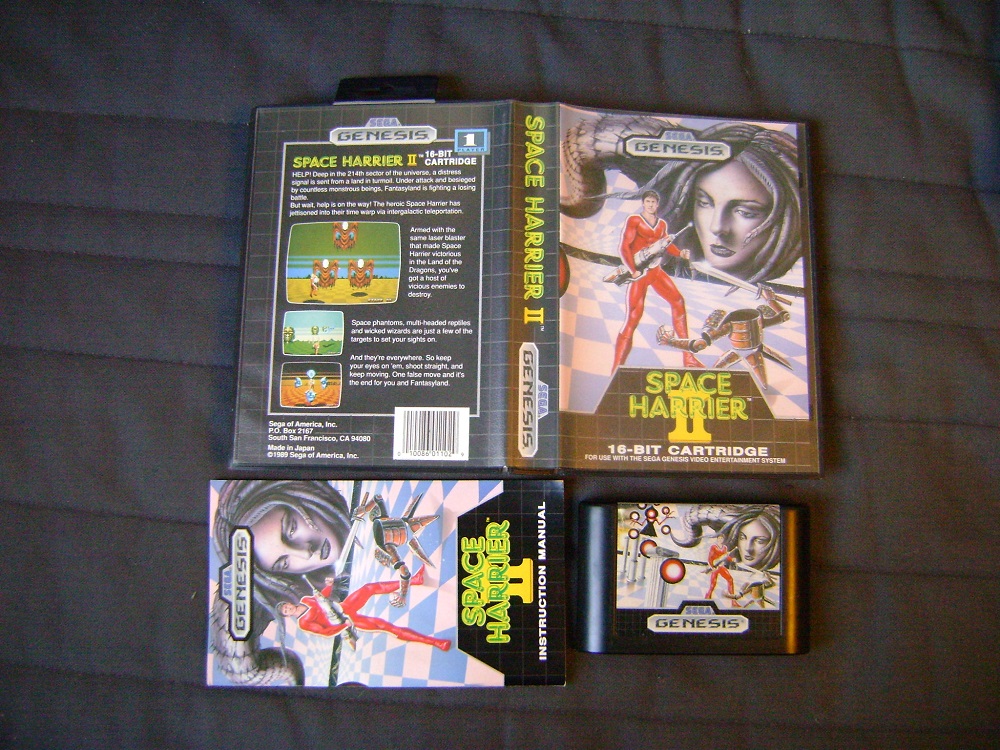 SEGA
GENESIS
1
PLAYER
SPACE HARRIER II™
16-BIT
CARTRIDGE
HELP! Deep in the 214th sector of the universe, a distress
signal is sent from a land in turmoil. Under attack and besieged
by countless monstrous beings, Fantasyland is fighting a losing
battle.
But wait, help is on the way! The heroic Space Harrier has
jettisoned into their time warp via intergalactic teleportation.
Armed with the
same laser blaster
that made Space
Harrier victorious
in the Land of the
Dragons, you've
got a host of
vicious enemies to
destroy.
Space phantoms, multi-headed reptiles
and wicked wizards are just a few of the
targets to set your sights on.
And they're everywhere. So keep
your eyes on 'em, shoot straight, and
keep moving. One false move and it's
the end for you and Fantasyland.
Sega of America, Inc.
P.O. Box 2167
South San Francisco, CA 94080
Made in Japan
©1989 Sega of America, Inc.
0 10086 01102
SPACE HARRIER II™
SEGA
GENESIS
SEGA
GENESIS
SPACE
HARRIER™
II
16-BIT CARTRIDGE
FOR USE WITH THE SEGA GENESIS VIDEO ENTERTAINMENT SYSTEM
SEGA
GENESIS
SPACE
HARRIER™
II
INSTRUCTION MANUAL
SEGA
GENESIS